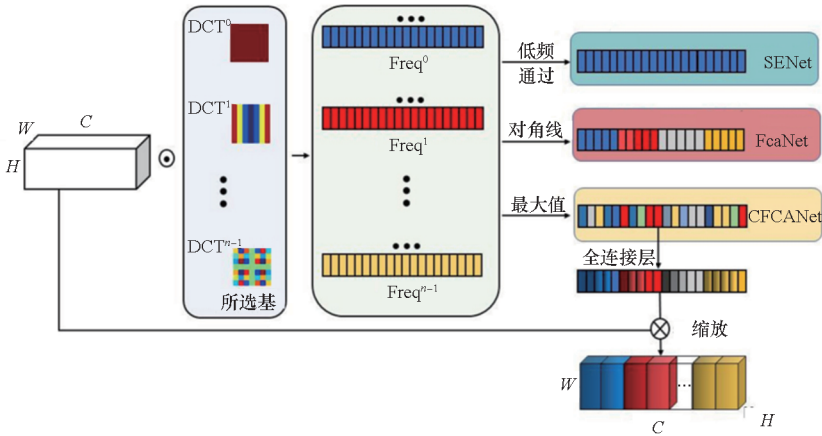 W
C
H
DCT⁰
DCT¹
DCTⁿ⁻¹
所选基
Freq⁰
Freq¹
Freqⁿ⁻¹
低频
通过
SENet
对角线
FcaNet
最大值
CFCANet
全连接层
缩放
W
...
C
H